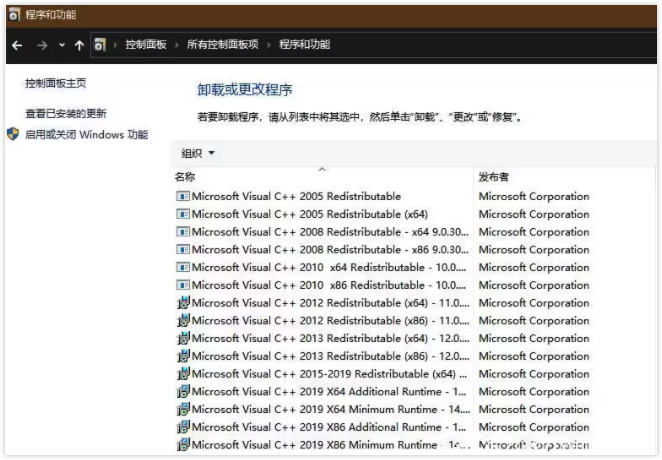 程序和功能
控制面板 › 所有控制面板项 › 程序和功能
控制面板主页
查看已安装的更新
启用或关闭 Windows 功能
卸载或更改程序
若要卸载程序，请从列表中将其选中，然后单击“卸载”、“更改”或“修复”。
组织
名称 发布者
Microsoft Visual C++ 2005 Redistributable Microsoft Corporation
Microsoft Visual C++ 2005 Redistributable (x64) Microsoft Corporation
Microsoft Visual C++ 2008 Redistributable - x64 9.0.30... Microsoft Corporation
Microsoft Visual C++ 2008 Redistributable - x86 9.0.30... Microsoft Corporation
Microsoft Visual C++ 2010 x64 Redistributable - 10.0.... Microsoft Corporation
Microsoft Visual C++ 2010 x86 Redistributable - 10.0.... Microsoft Corporation
Microsoft Visual C++ 2012 Redistributable (x64) - 11.0.... Microsoft Corporation
Microsoft Visual C++ 2012 Redistributable (x86) - 11.0.... Microsoft Corporation
Microsoft Visual C++ 2013 Redistributable (x64) - 12.0.... Microsoft Corporation
Microsoft Visual C++ 2013 Redistributable (x86) - 12.0.... Microsoft Corporation
Microsoft Visual C++ 2015-2019 Redistributable (x64) ... Microsoft Corporation
Microsoft Visual C++ 2019 X64 Additional Runtime - 1... Microsoft Corporation
Microsoft Visual C++ 2019 X64 Minimum Runtime - 14.... Microsoft Corporation
Microsoft Visual C++ 2019 X86 Additional Runtime - 1... Microsoft Corporation
Microsoft Visual C++ 2019 X86 Minimum Runtime - 14... Microsoft Corporation